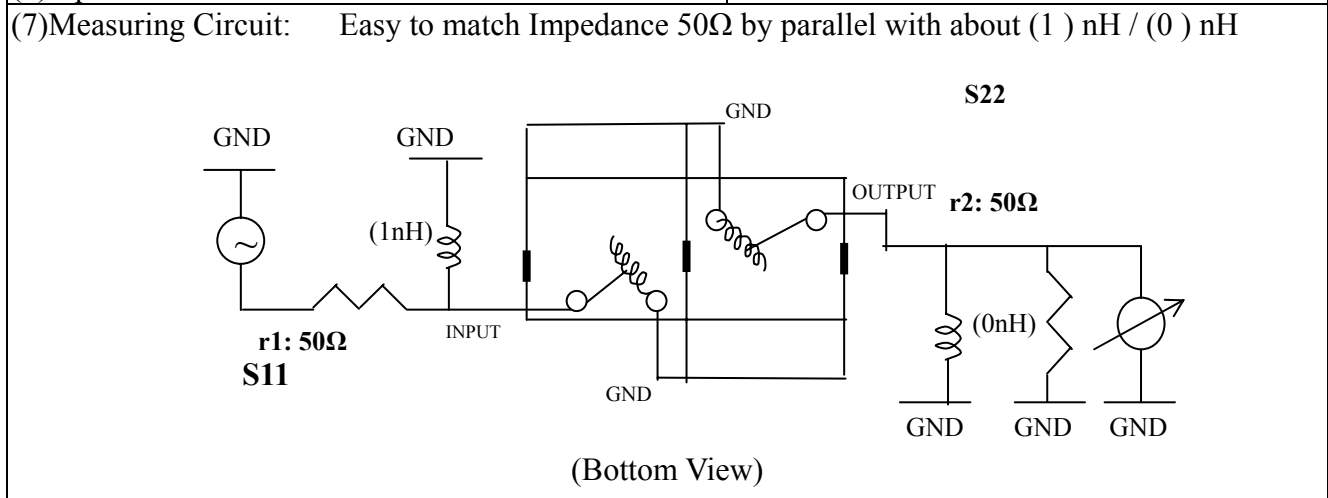 (7)Measuring Circuit: Easy to match Impedance 50Ω by parallel with about (1 ) nH / (0 ) nH
S22
GND
GND
GND
OUTPUT
r2: 50Ω
(1nH)
(0nH)
INPUT
r1: 50Ω
S11
GND
GND
GND
GND
(Bottom View)